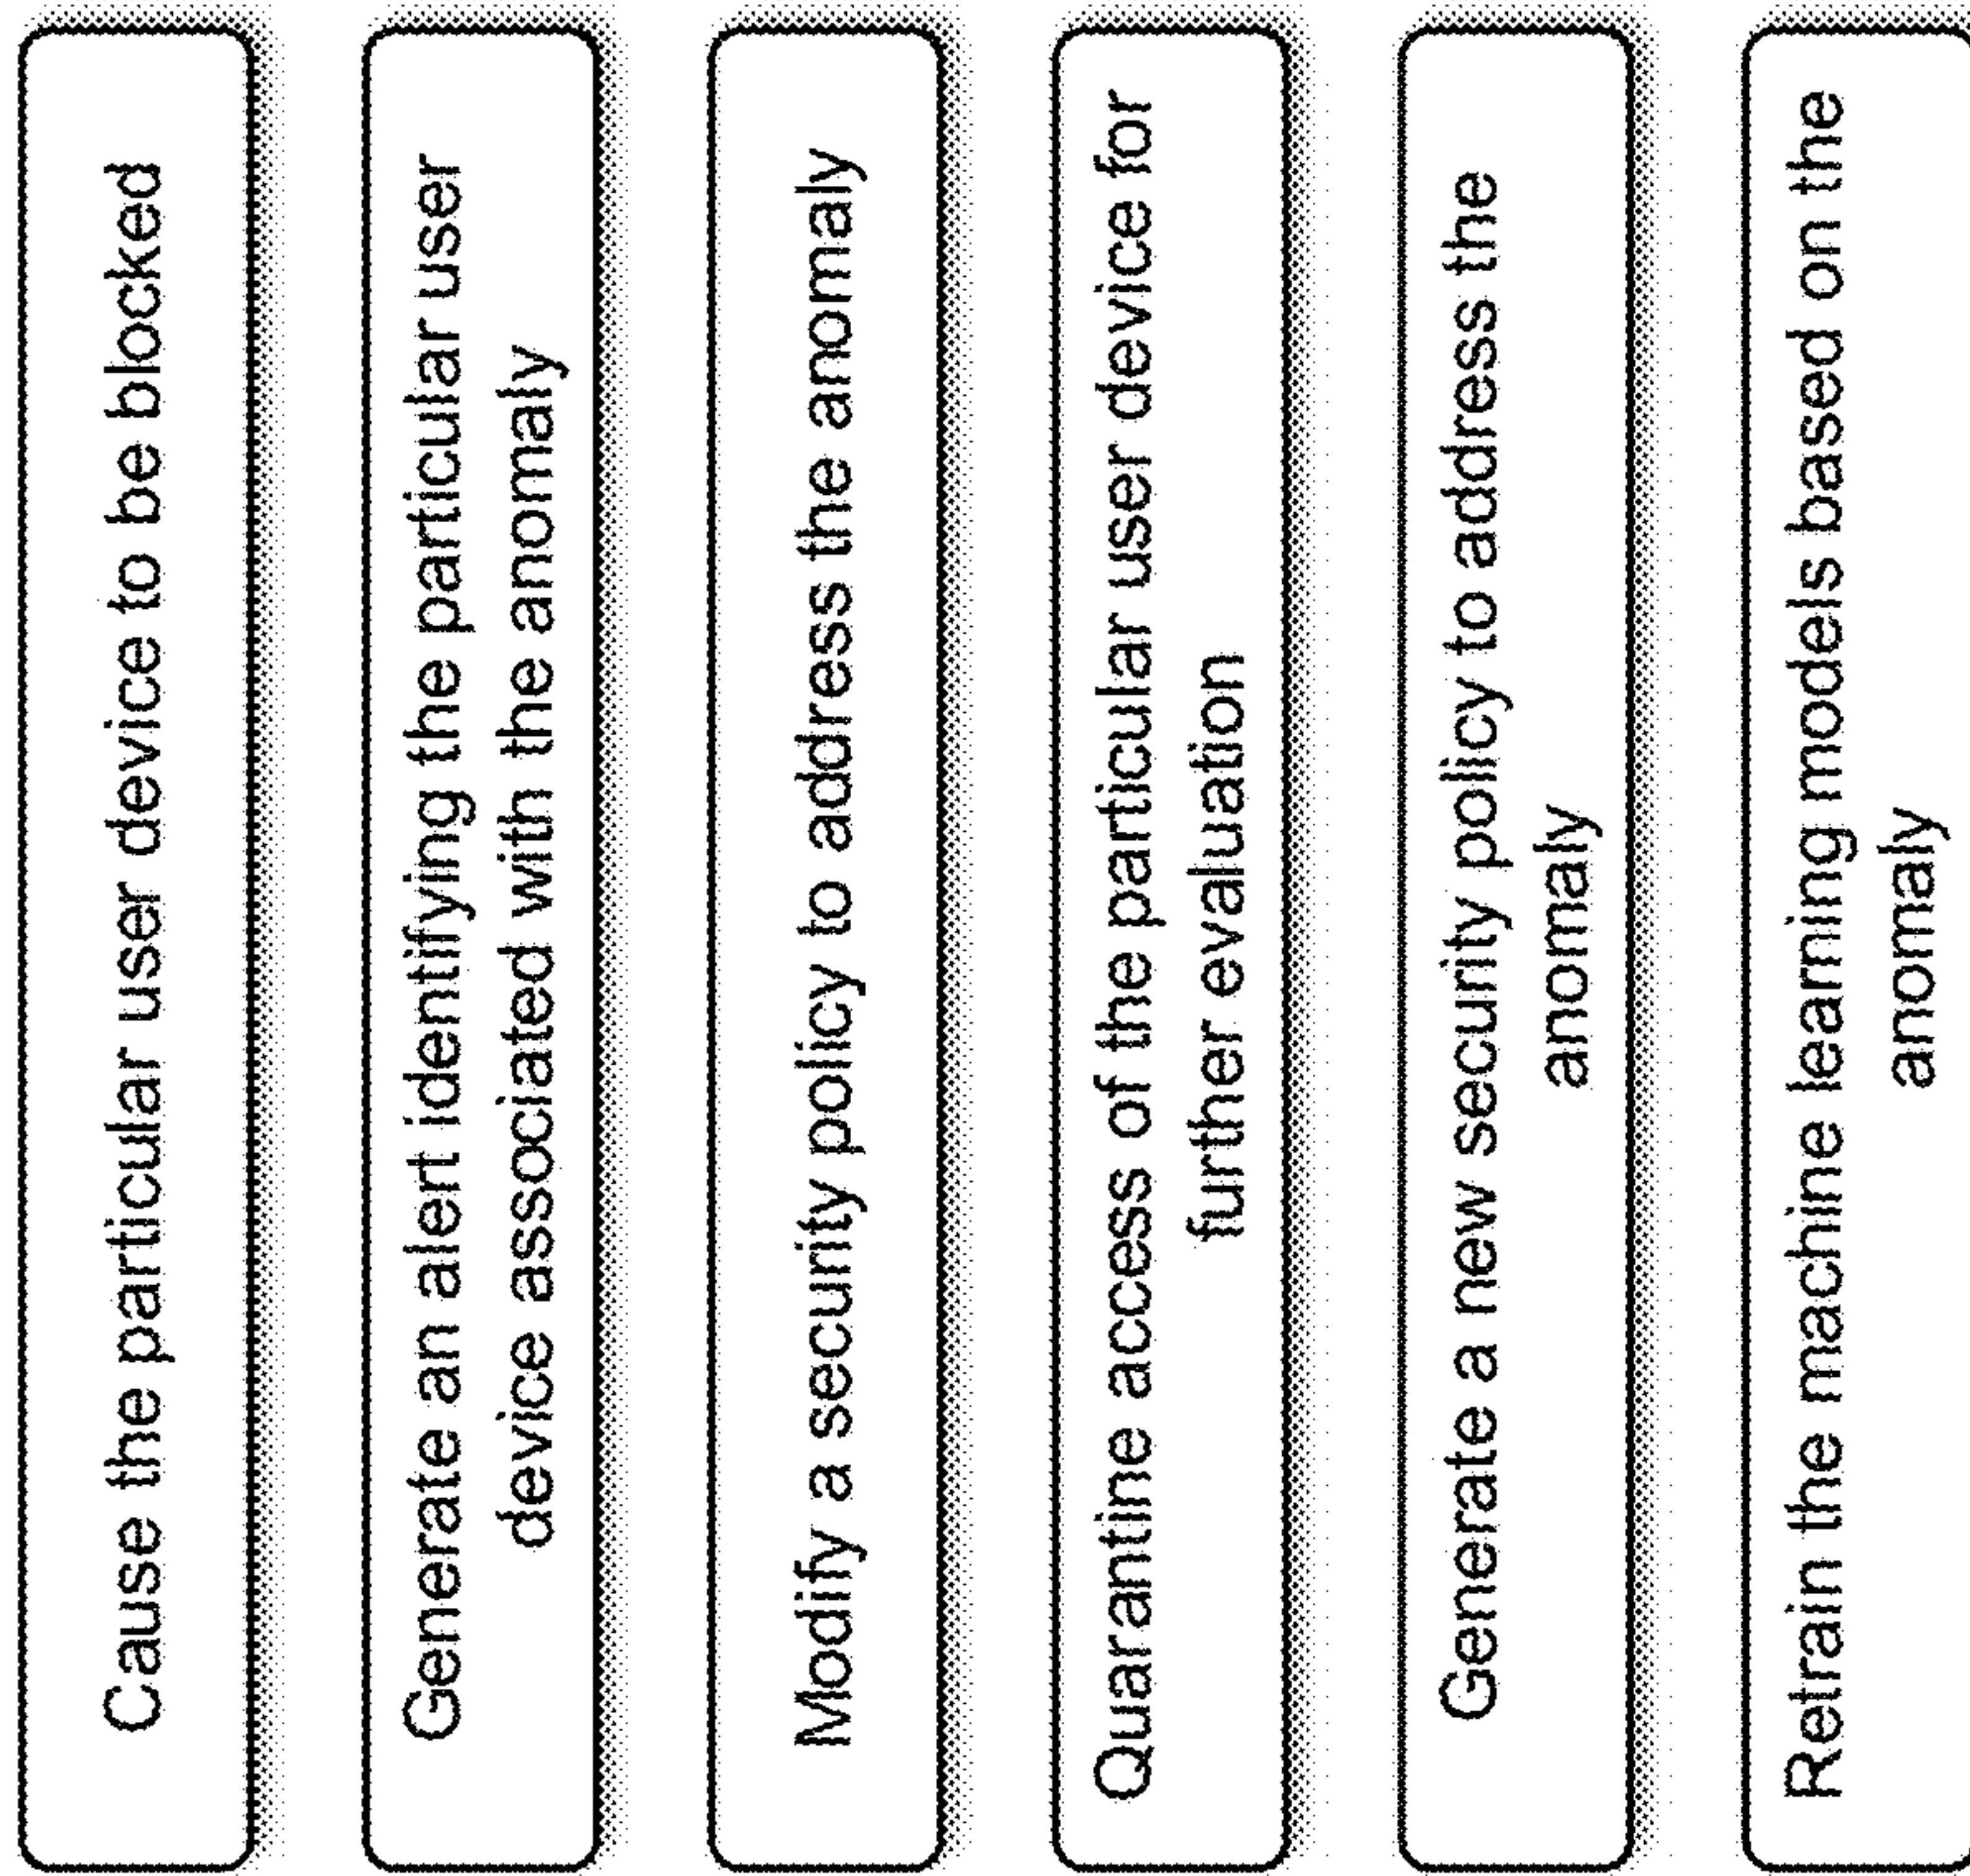 Cause the particular user device to be blocked
Generate an alert identifying the particular user
device associated with the anomaly
Modify a security policy to address the anomaly
Quarantine access of the particular user device for
further evaluation
Generate a new security policy to address the
anomaly
Retrain the machine learning models based on the
anomaly